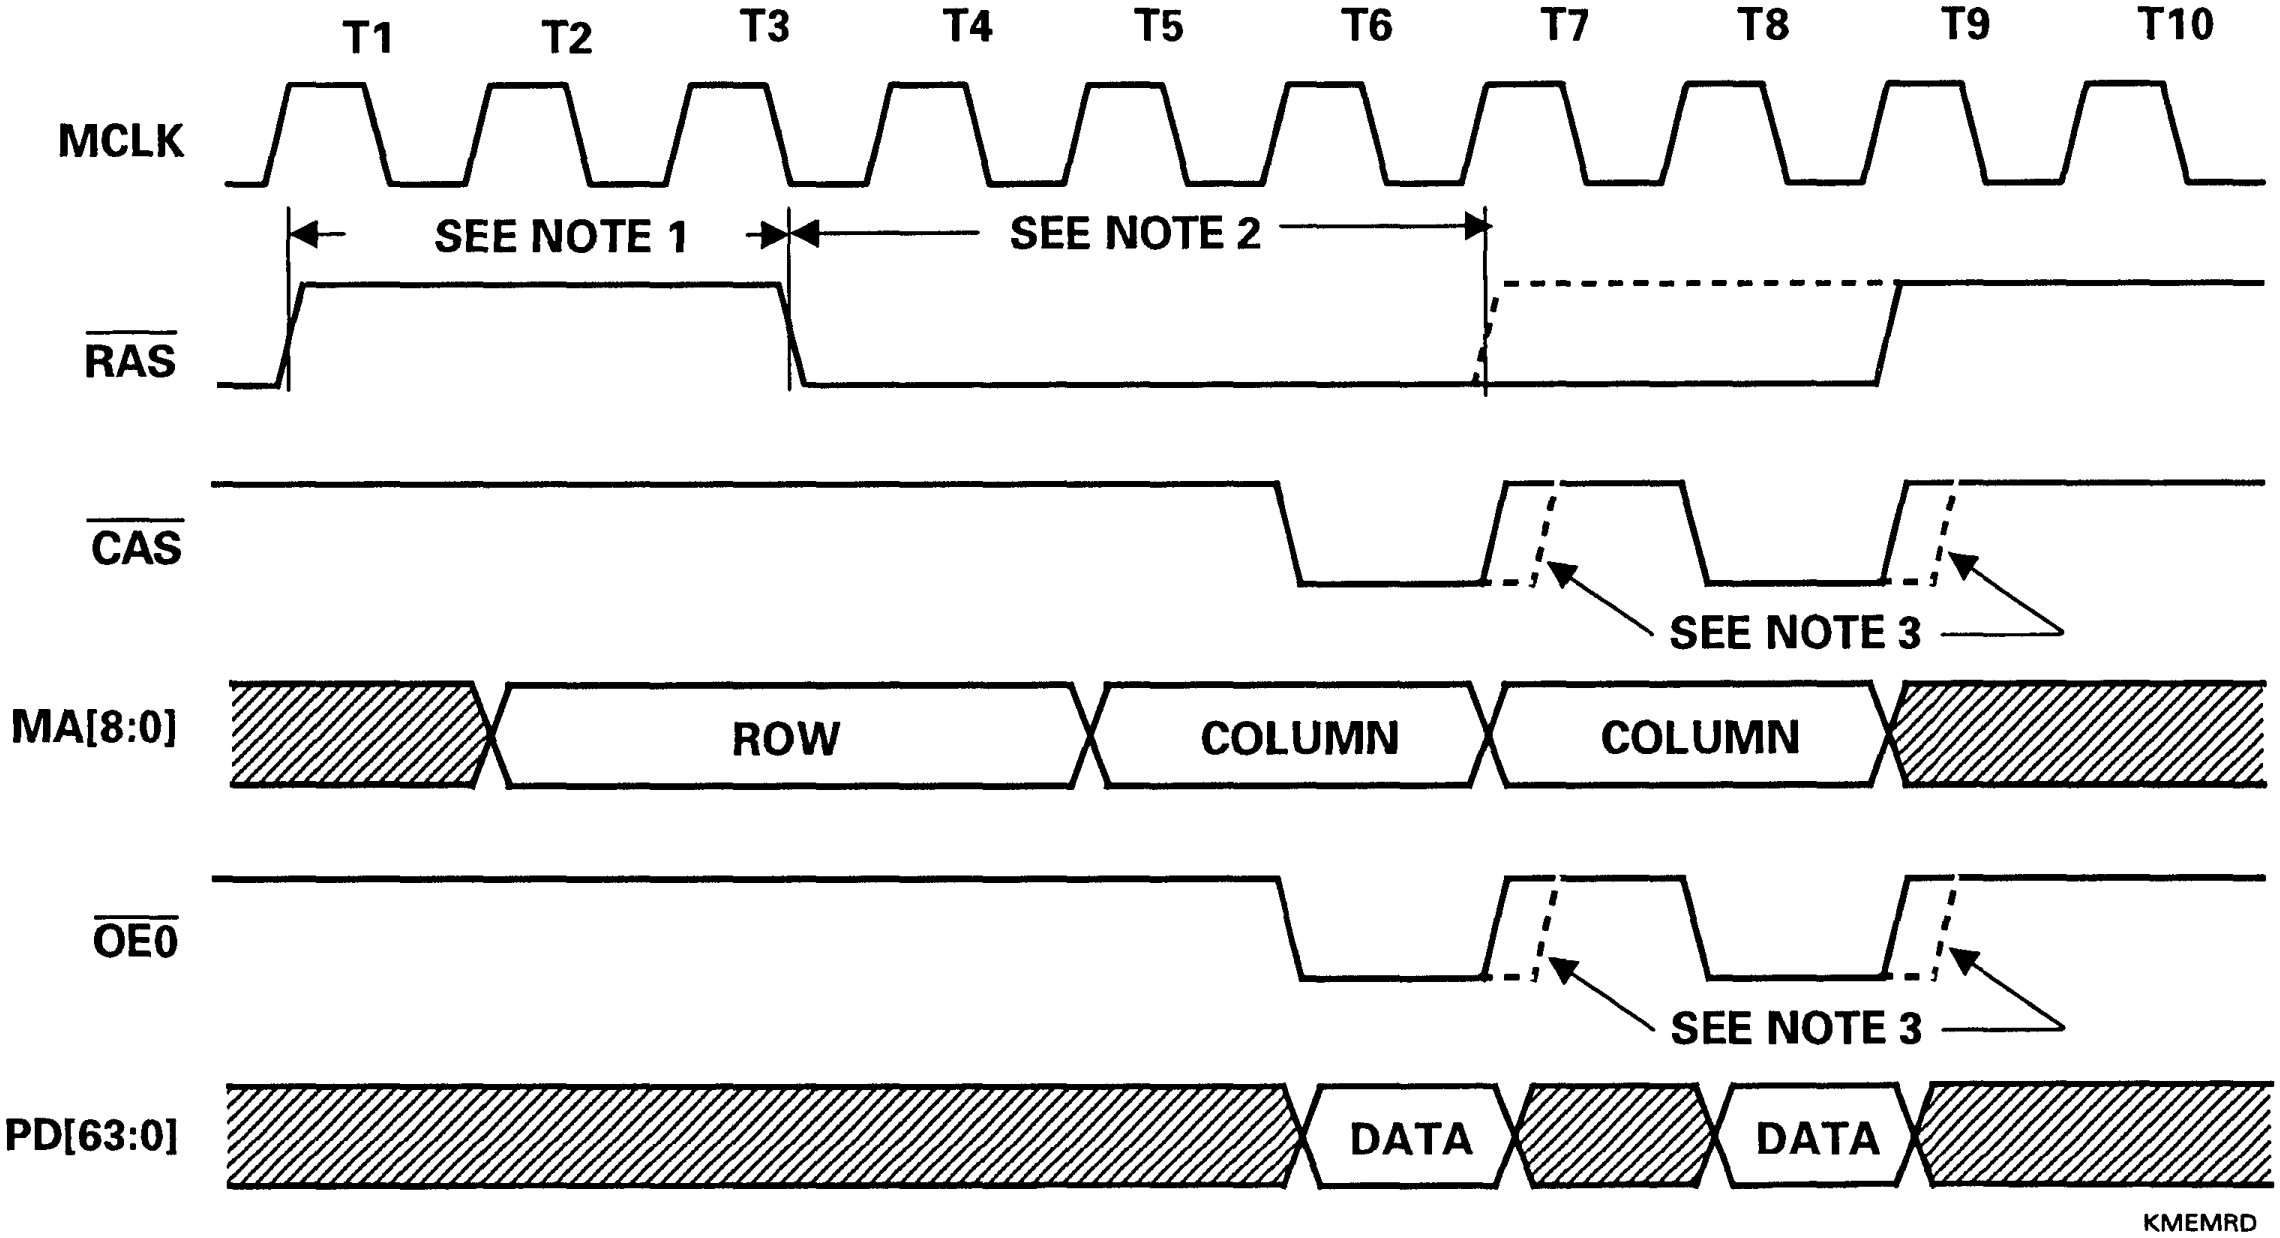 T1 T2 T3 T4 T5 T6 T7 T8 T9 T10
MCLK
SEE NOTE 1 SEE NOTE 2
RAS
CAS
SEE NOTE 3
MA[8:0] ROW COLUMN COLUMN
OE0
SEE NOTE 3
PD[63:0] DATA DATA
KMEMRD